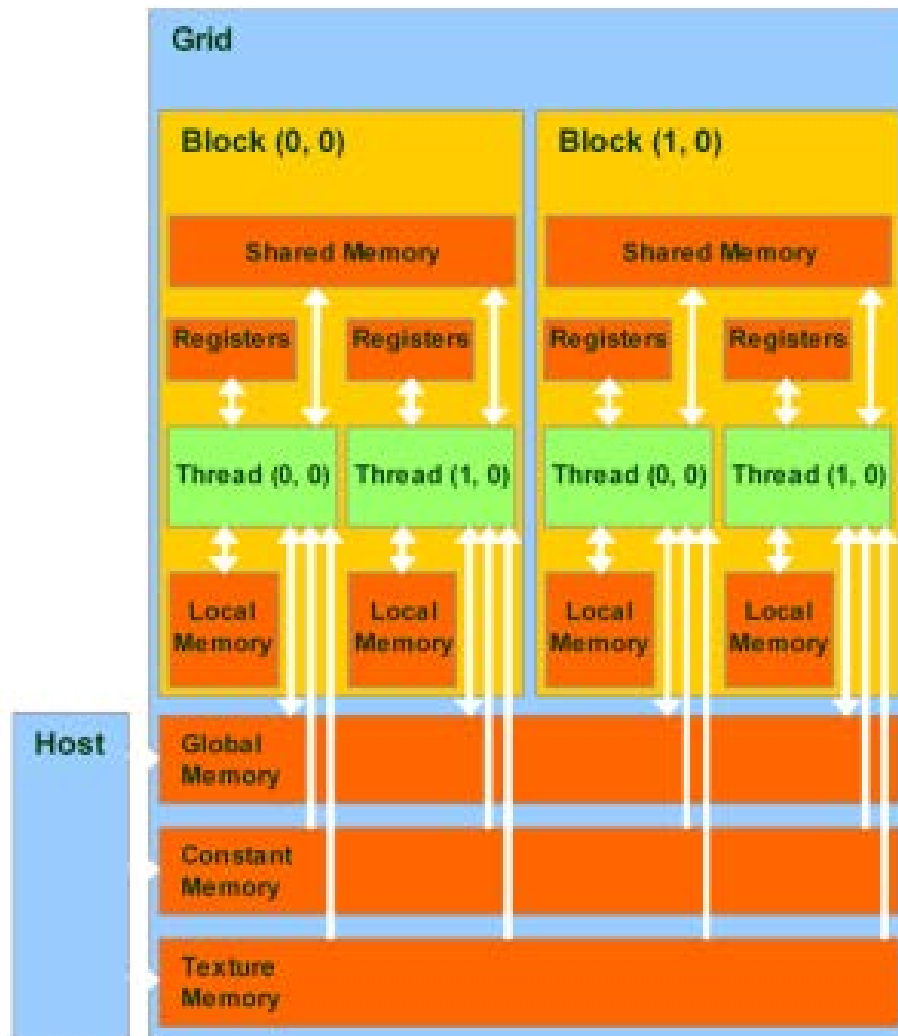 Grid
Block (0, 0)
Block (1, 0)
Shared Memory
Shared Memory
Registers
Registers
Registers
Registers
Thread (0, 0)
Thread (1, 0)
Thread (0, 0)
Thread (1, 0)
Local
Memory
Local
Memory
Local
Memory
Local
Memory
Host
Global
Memory
Constant
Memory
Texture
Memory